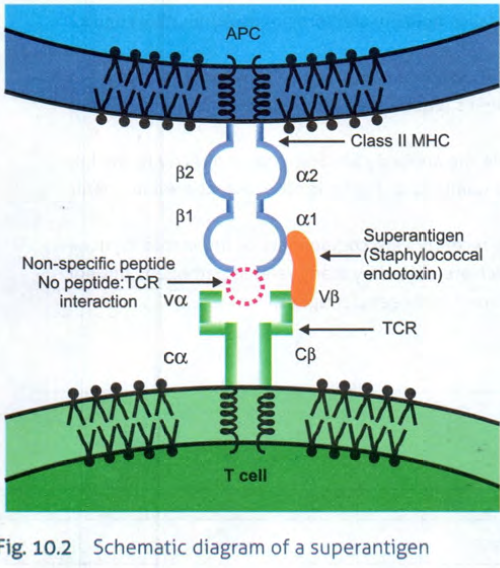 APC
Class II MHC
β2
α2
β1
α1
Superantigen
(Staphylococcal
endotoxin)
Non-specific peptide
No peptide:TCR
interaction
Vα
Vβ
TCR
Cα
Cβ
T cell
Fig. 10.2 Schematic diagram of a superantigen